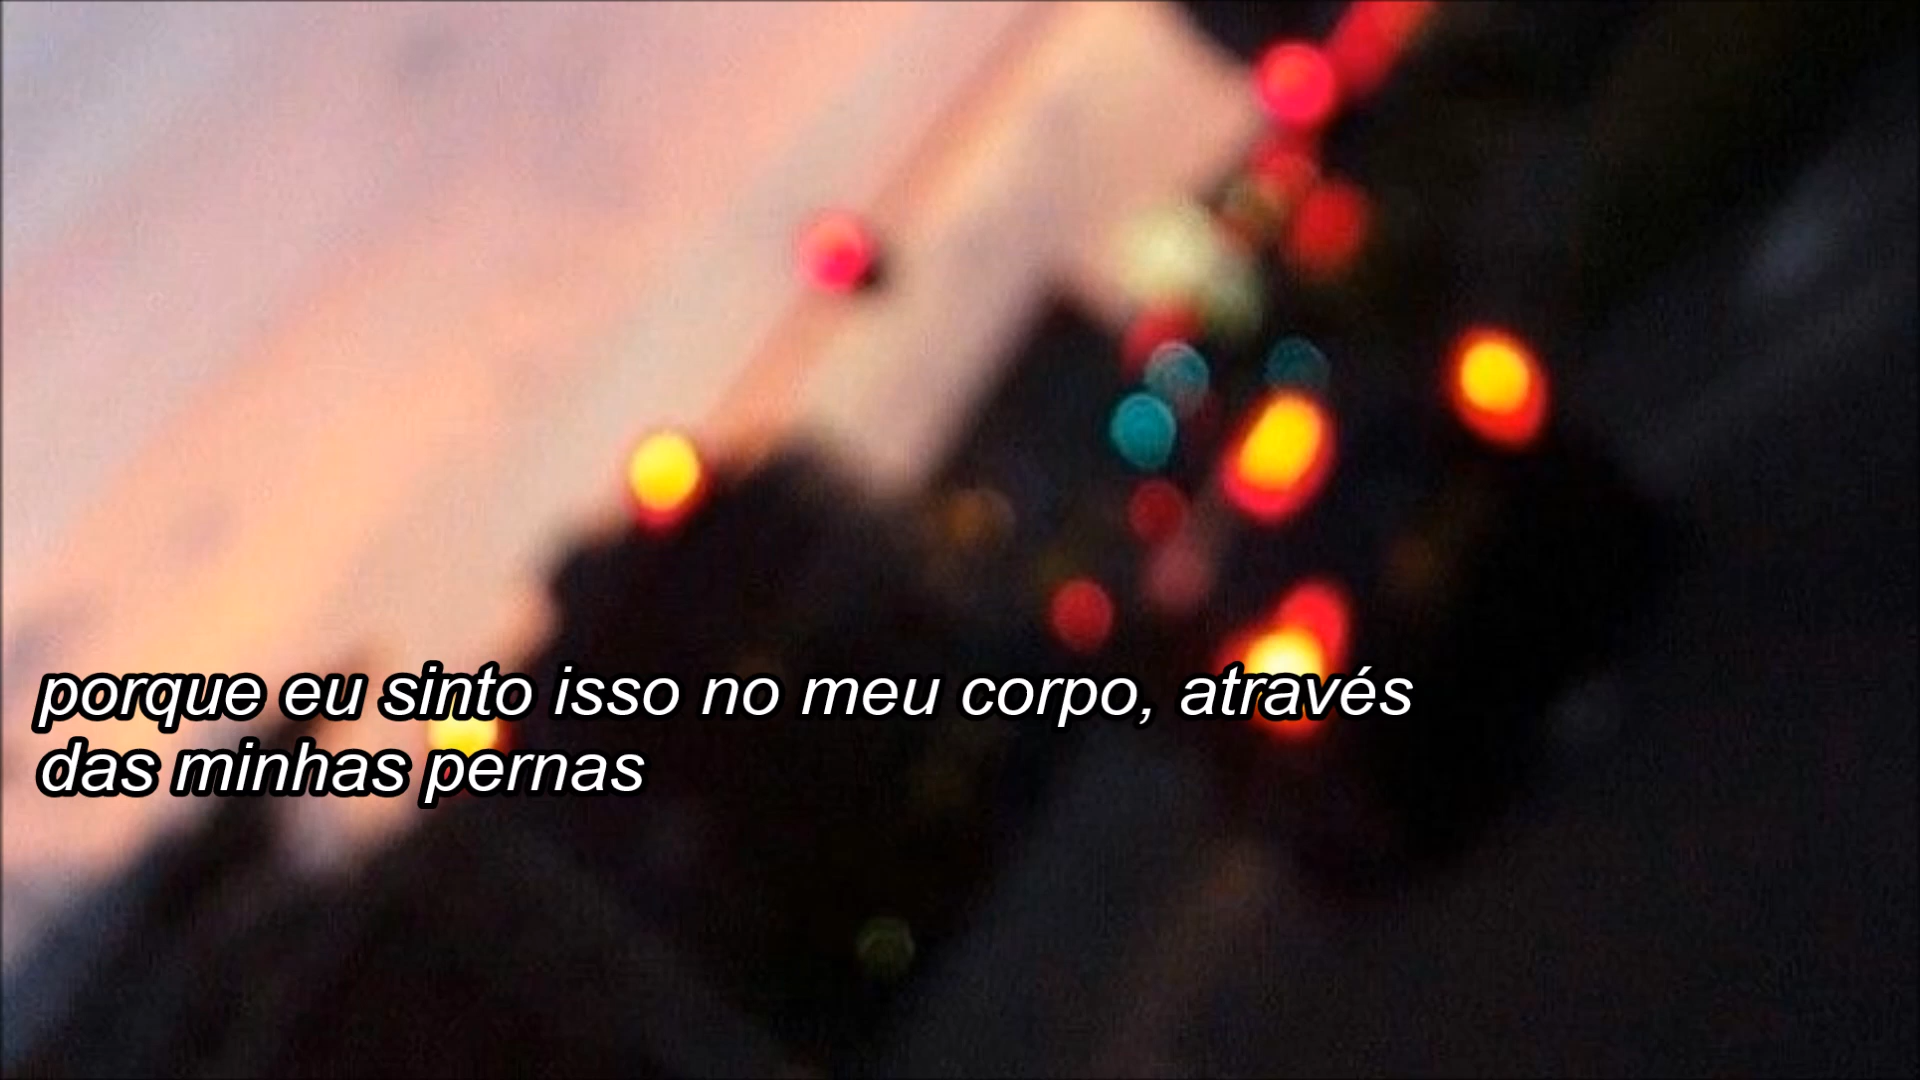 porque eu sinto isso no meu corpo, através
das minhas pernas